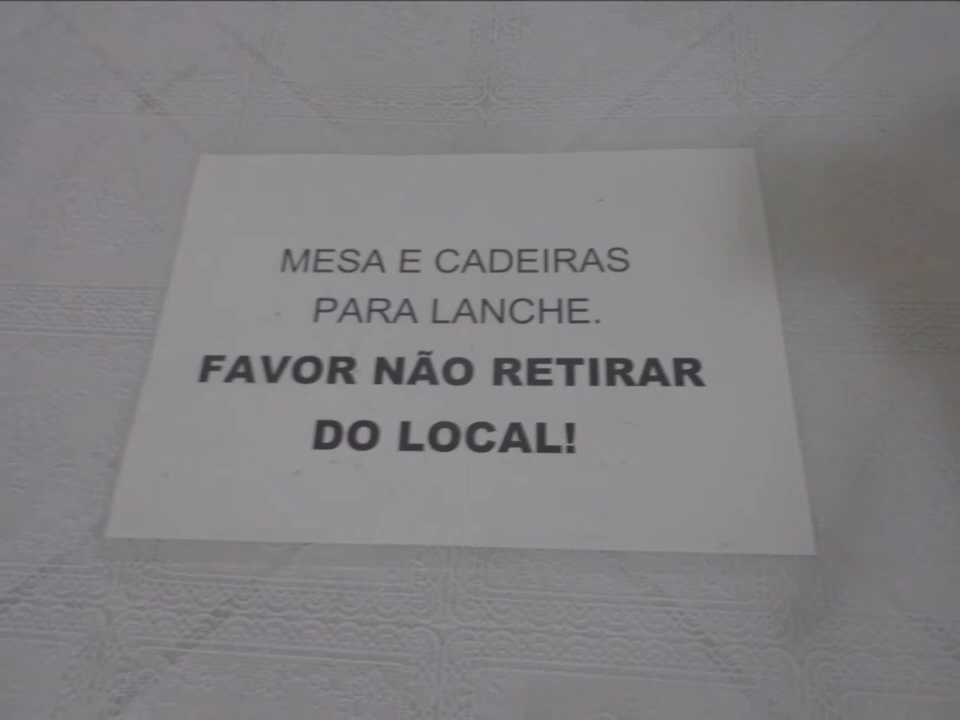 MESA E CADEIRAS
PARA LANCHE.
FAVOR NÃO RETIRAR
DO LOCAL!